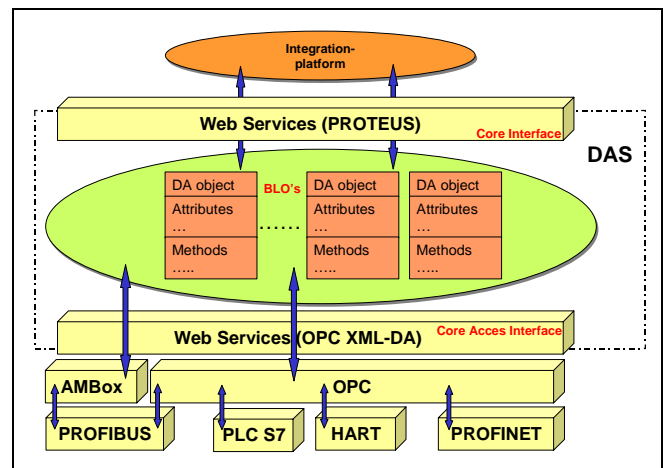 Integration-
platform
Web Services (PROTEUS)
Core Interface
DAS
DA object
Attributes
…
Methods
…..
BLO's
......
DA object
Attributes
…
Methods
…..
DA object
Attributes
…
Methods
…..
Web Services (OPC XML-DA)
Core Acces Interface
AMBox
OPC
PROFIBUS
PLC S7
HART
PROFINET